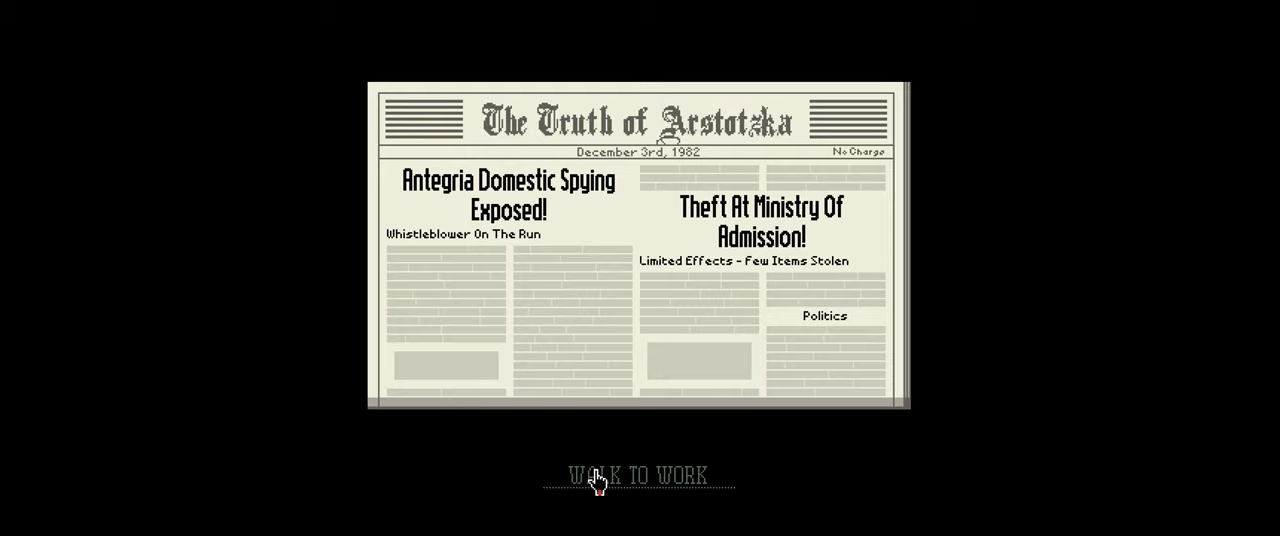 The Truth of Arstotzka
December 3rd, 1982
No Charge
Antegria Domestic Spying
Exposed!
Whistleblower On The Run
Theft At Ministry Of
Admission!
Limited Effects - Few Items Stolen
Politics
WALK TO WORK